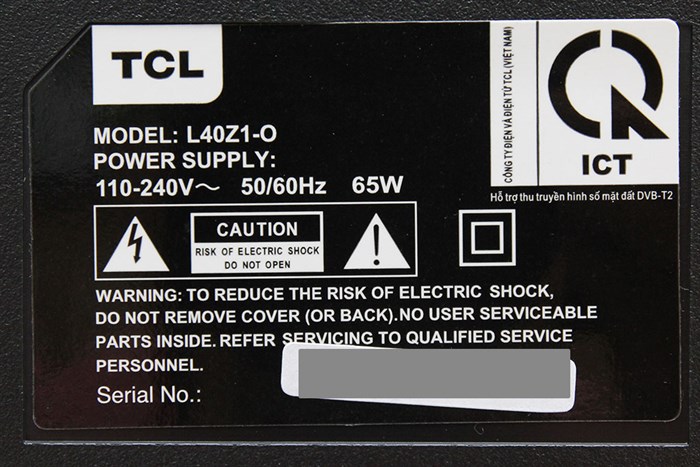 TCL
CÔNG TY ĐIỆN VÀ ĐIỆN TỬ TCL (VIỆT NAM)
ICT
Hỗ trợ thu truyền hình số mặt đất DVB-T2
MODEL: L40Z1-O
POWER SUPPLY:
110-240V～ 50/60Hz 65W
CAUTION
RISK OF ELECTRIC SHOCK
DO NOT OPEN
WARNING: TO REDUCE THE RISK OF ELECTRIC SHOCK,
DO NOT REMOVE COVER (OR BACK).NO USER SERVICEABLE
PARTS INSIDE. REFER SERVICING TO QUALIFIED SERVICE
PERSONNEL.
Serial No.: